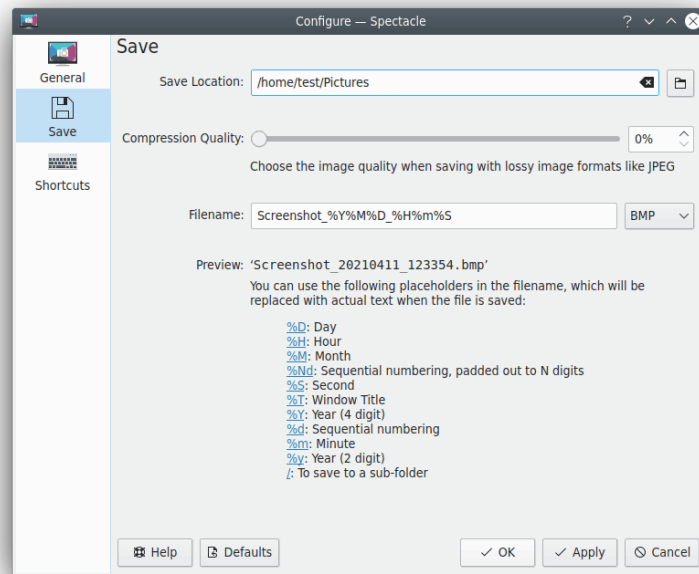 Configure — Spectacle
General
Save
Shortcuts
Save
Save Location: /home/test/Pictures
Compression Quality: 0%
Choose the image quality when saving with lossy image formats like JPEG
Filename: Screenshot_%Y%M%D_%H%m%S BMP
Preview: ‘Screenshot_20210411_123354.bmp’
You can use the following placeholders in the filename, which will
replaced with actual text when the file is saved:
%D: Day
%H: Hour
%M: Month
%Nd: Sequential numbering, padded out to N digits
%S: Second
%T: Window Title
%Y: Year (4 digit)
%d: Sequential numbering
%m: Minute
%y: Year (2 digit)
/: To save to a sub-folder
Help Defaults OK Apply Cancel